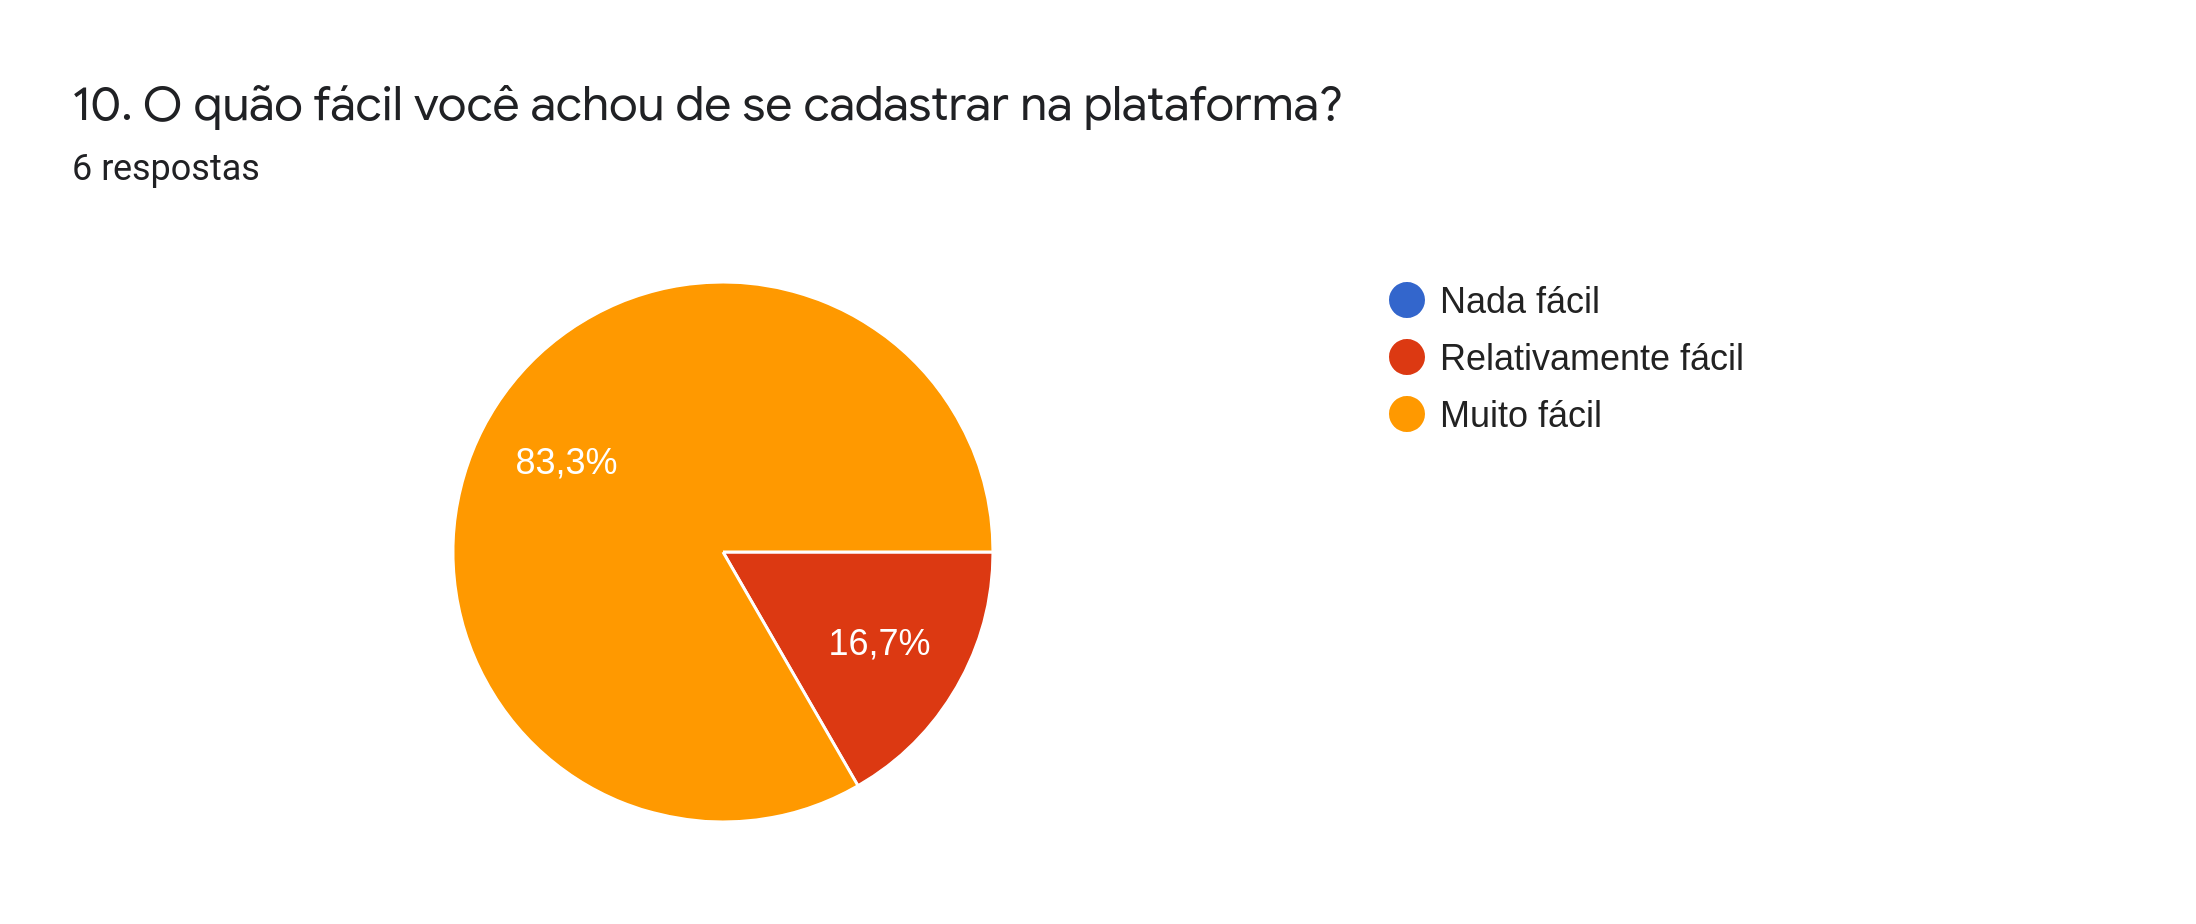 10. O quão fácil você achou de se cadastrar na plataforma?
6 respostas
Nada fácil
Relativamente fácil
Muito fácil
83,3%
16,7%